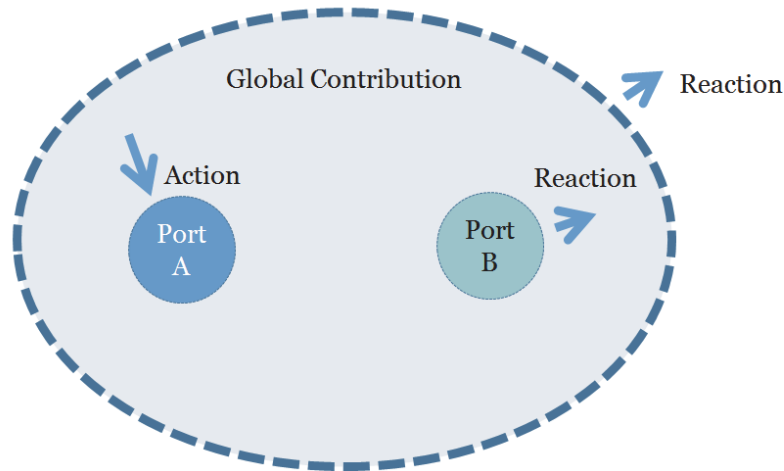 Global Contribution
Reaction
Action
Reaction
Port
A
Port
B